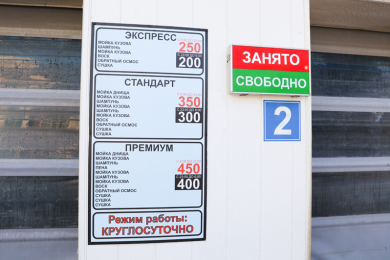 ЭКСПРЕСС
МОЙКА КУЗОВА
ШАМПУНЬ
МОЙКА КУЗОВА
ВОСК
ОБРАТНЫЙ ОСМОС
СУШКА
250
200
СТАНДАРТ
МОЙКА ДНИЩА
МОЙКА КУЗОВА
ШАМПУНЬ
МОЙКА КУЗОВА
ВОСК
ОБРАТНЫЙ ОСМОС
СУШКА
СУШКА
350
300
ПРЕМИУМ
МОЙКА ДНИЩА
МОЙКА КУЗОВА
ПЕНА
МОЙКА КУЗОВА
ШАМПУНЬ
МОЙКА КУЗОВА
ВОСК
ОБРАТНЫЙ ОСМОС
СУШКА
СУШКА
СУШКА
450
400
Режим работы:
КРУГЛОСУТОЧНО
ЗАНЯТО
СВОБОДНО
2